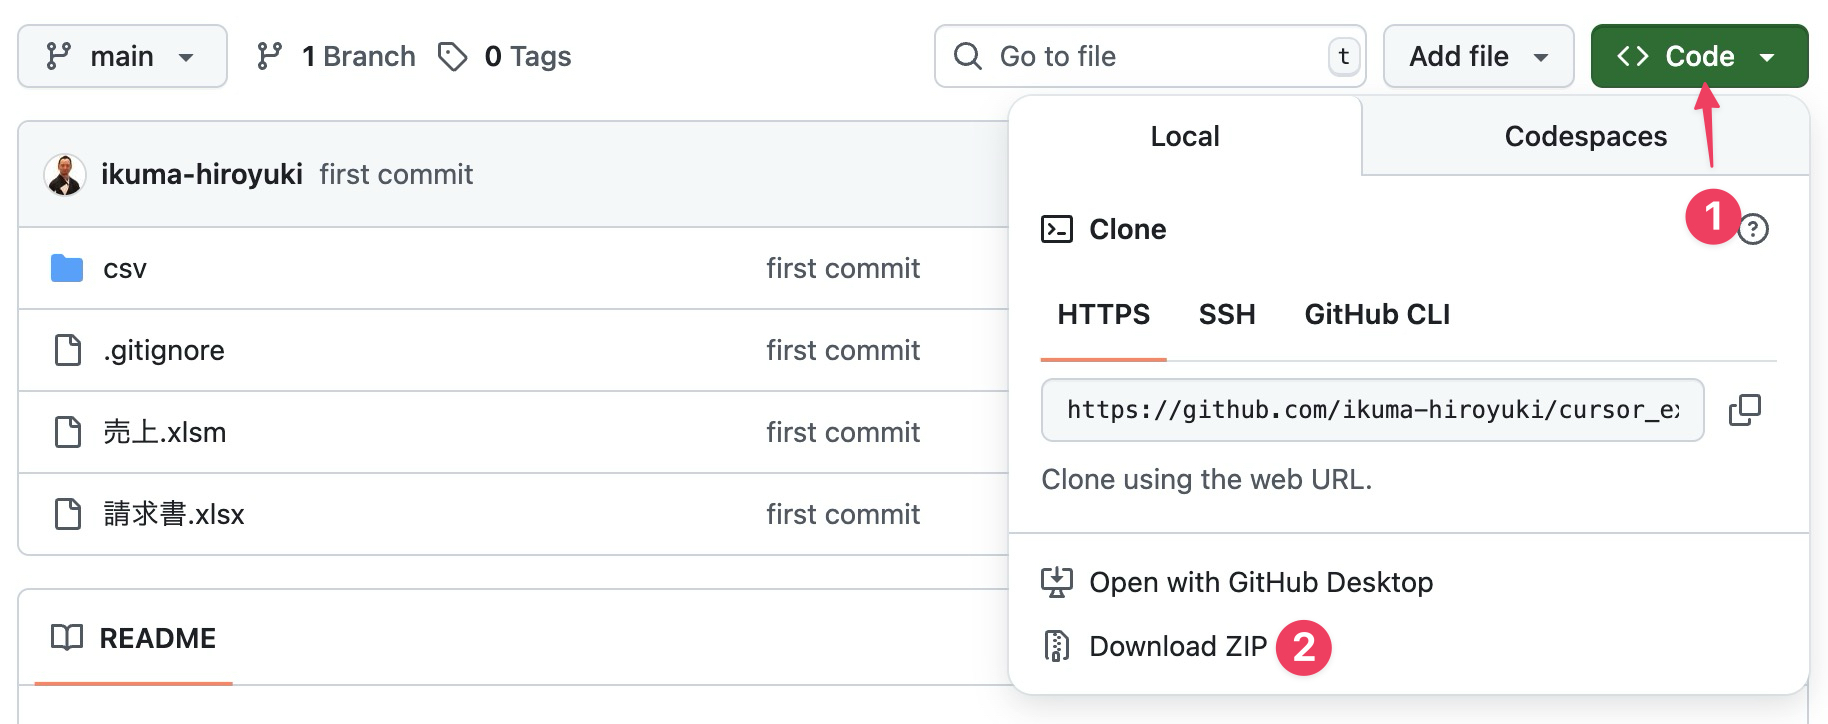 main 1 Branch 0 Tags Go to file t Add file Code
Local Codespaces
ikuma-hiroyuki first commit
1 ?
Clone
csv first commit
HTTPS SSH GitHub CLI
.gitignore first commit
https://github.com/ikuma-hiroyuki/cursor_e
売上.xlsm first commit
Clone using the web URL.
請求書.xlsx first commit
Open with GitHub Desktop
README
Download ZIP 2